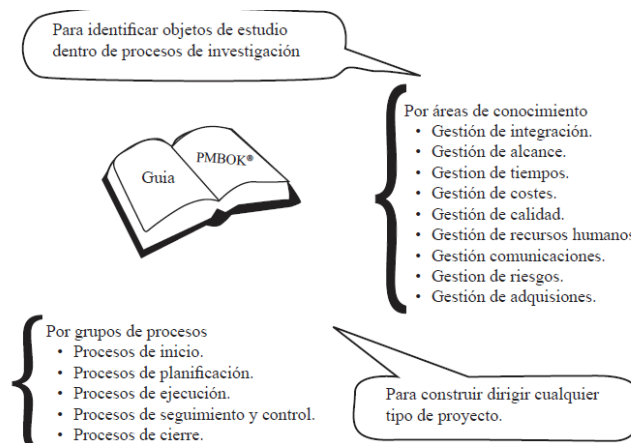 Para identificar objetos de estudio
dentro de procesos de investigación
Por áreas de conocimiento
• Gestión de integración.
• Gestión de alcance.
• Gestion de tiempos.
• Gestión de costes.
• Gestión de calidad.
• Gestión de recursos humanos
• Gestión comunicaciones.
• Gestion de riesgos.
• Gestión de adquisiones.
Guia
PMBOK®
Por grupos de procesos
• Procesos de inicio.
• Procesos de planificación.
• Procesos de ejecución.
• Procesos de seguimiento y control.
• Procesos de cierre.
Para construir dirigir cualquier
tipo de proyecto.